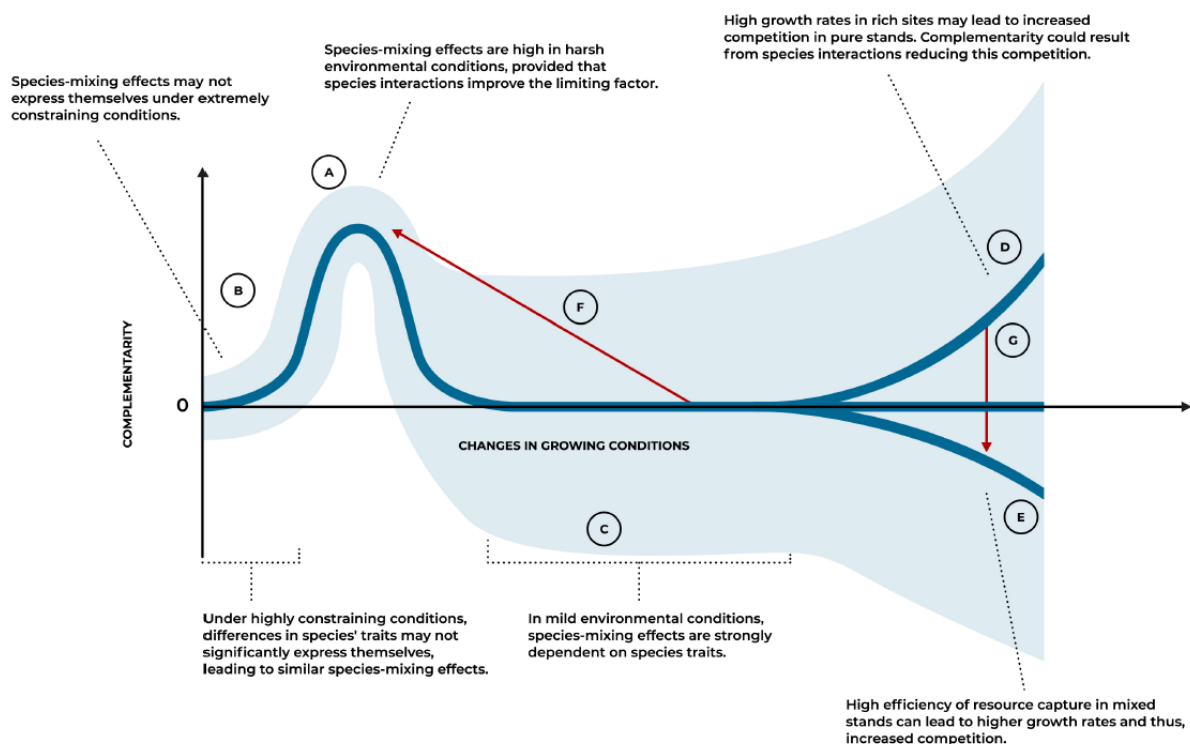 High growth rates in rich sites may lead to increased
competition in pure stands. Complementarity could result
from species interactions reducing this competition.
Species-mixing effects are high in harsh
environmental conditions, provided that
species interactions improve the limiting factor.
Species-mixing effects may not
express themselves under extremely
constraining conditions.
A
B
D
F
G
COMPLEMENTARITY
0
CHANGES IN GROWING CONDITIONS
C
E
Under highly constraining conditions,
differences in species' traits may not
significantly express themselves,
leading to similar species-mixing effects.
In mild environmental conditions,
species-mixing effects are strongly
dependent on species traits.
High efficiency of resource capture in mixed
stands can lead to higher growth rates and thus,
increased competition.